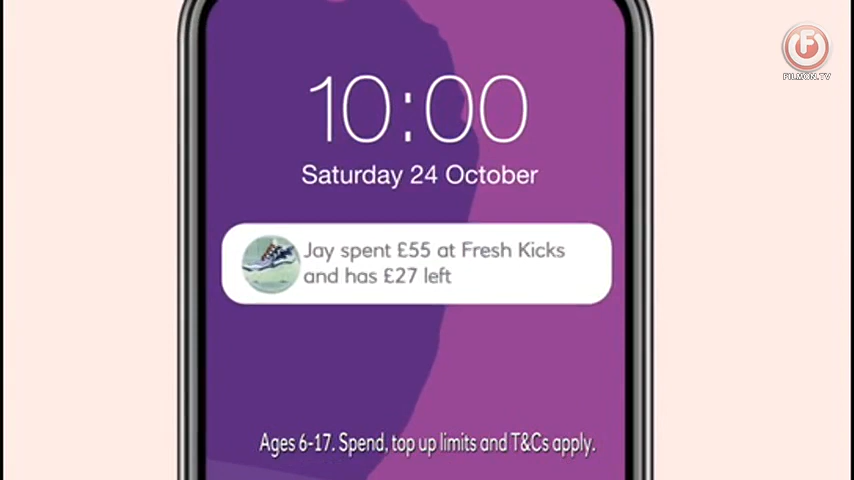 FILMON.TV
10:00
Saturday 24 October
Jay spent £55 at Fresh Kicks
and has £27 left
Ages 6-17. Spend, top up limits and T&Cs apply.